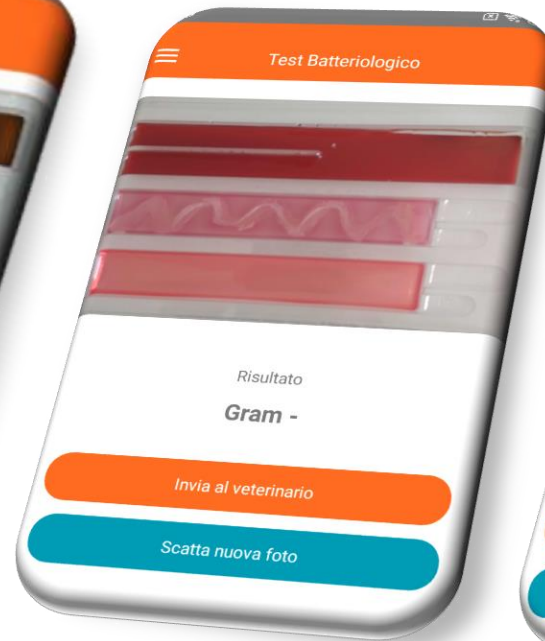 Test Batteriologico
Risultato
Gram -
Invia al veterinario
Scatta nuova foto